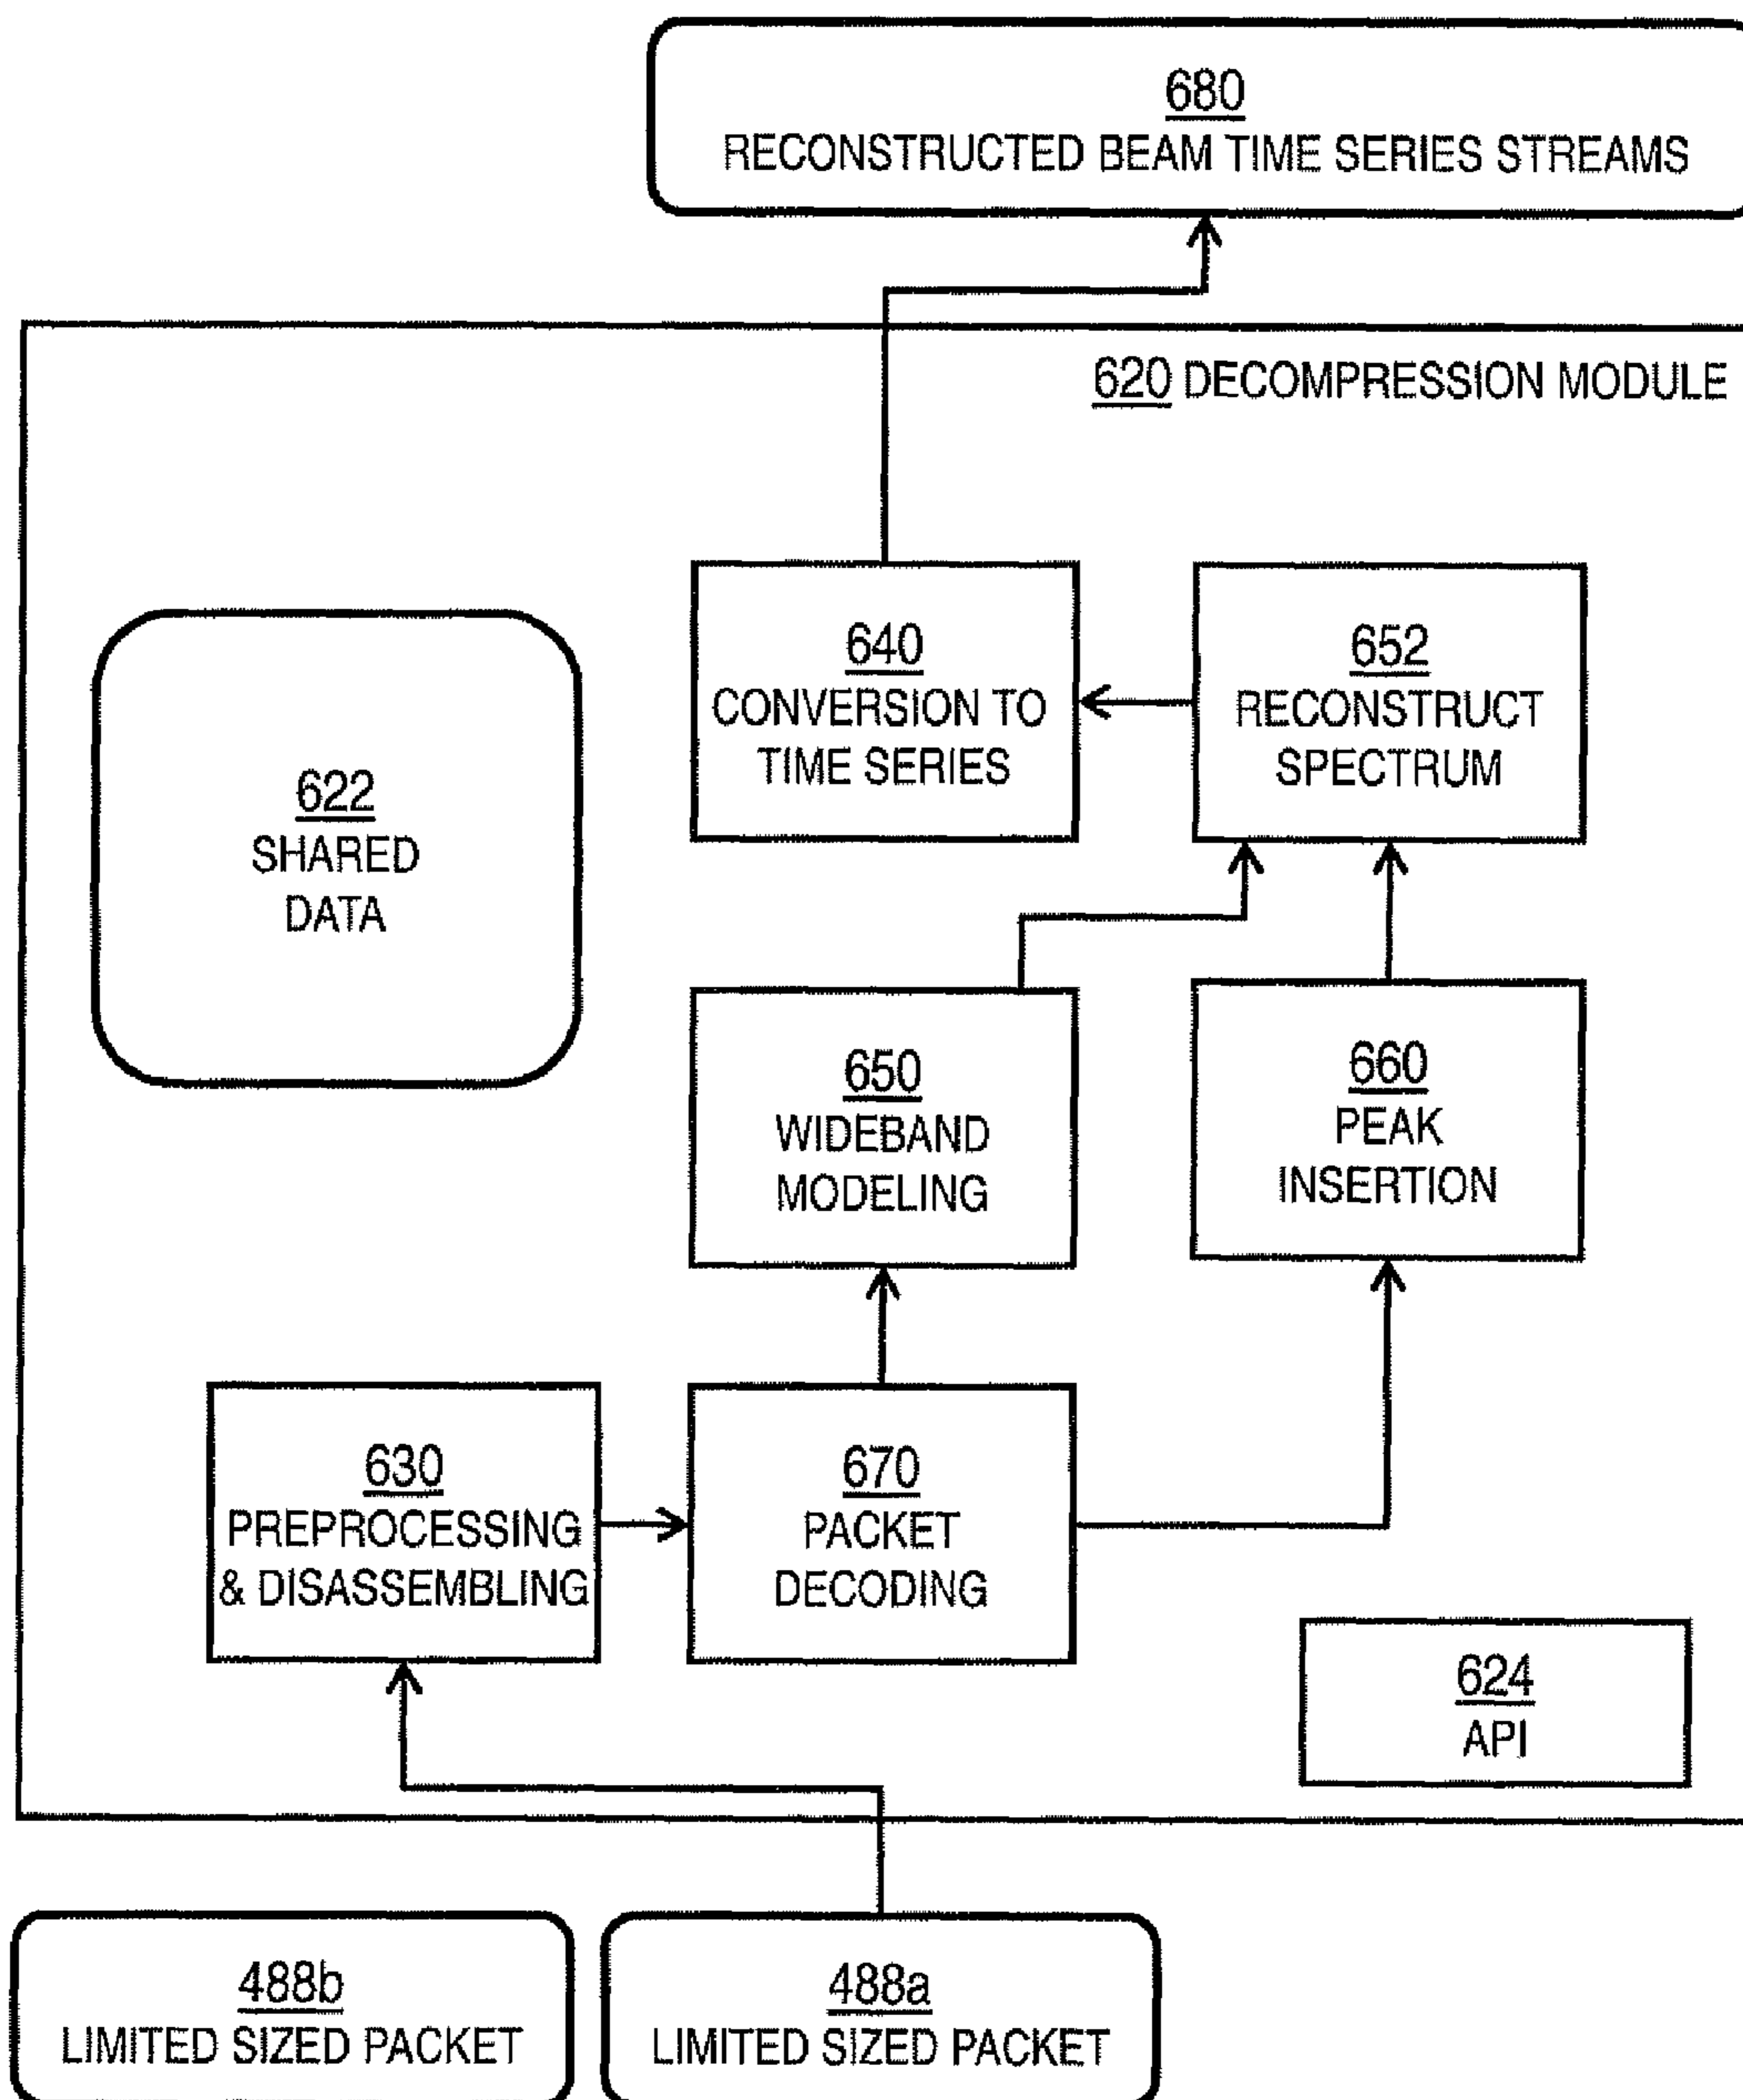 680
RECONSTRUCTED BEAM TIME SERIES STREAMS
620 DECOMPRESSION MODULE
640
CONVERSION TO
TIME SERIES
652
RECONSTRUCT
SPECTRUM
622
SHARED
DATA
650
WIDEBAND
MODELING
660
PEAK
INSERTION
630
PREPROCESSING
& DISASSEMBLING
670
PACKET
DECODING
624
API
488b
LIMITED SIZED PACKET
488a
LIMITED SIZED PACKET